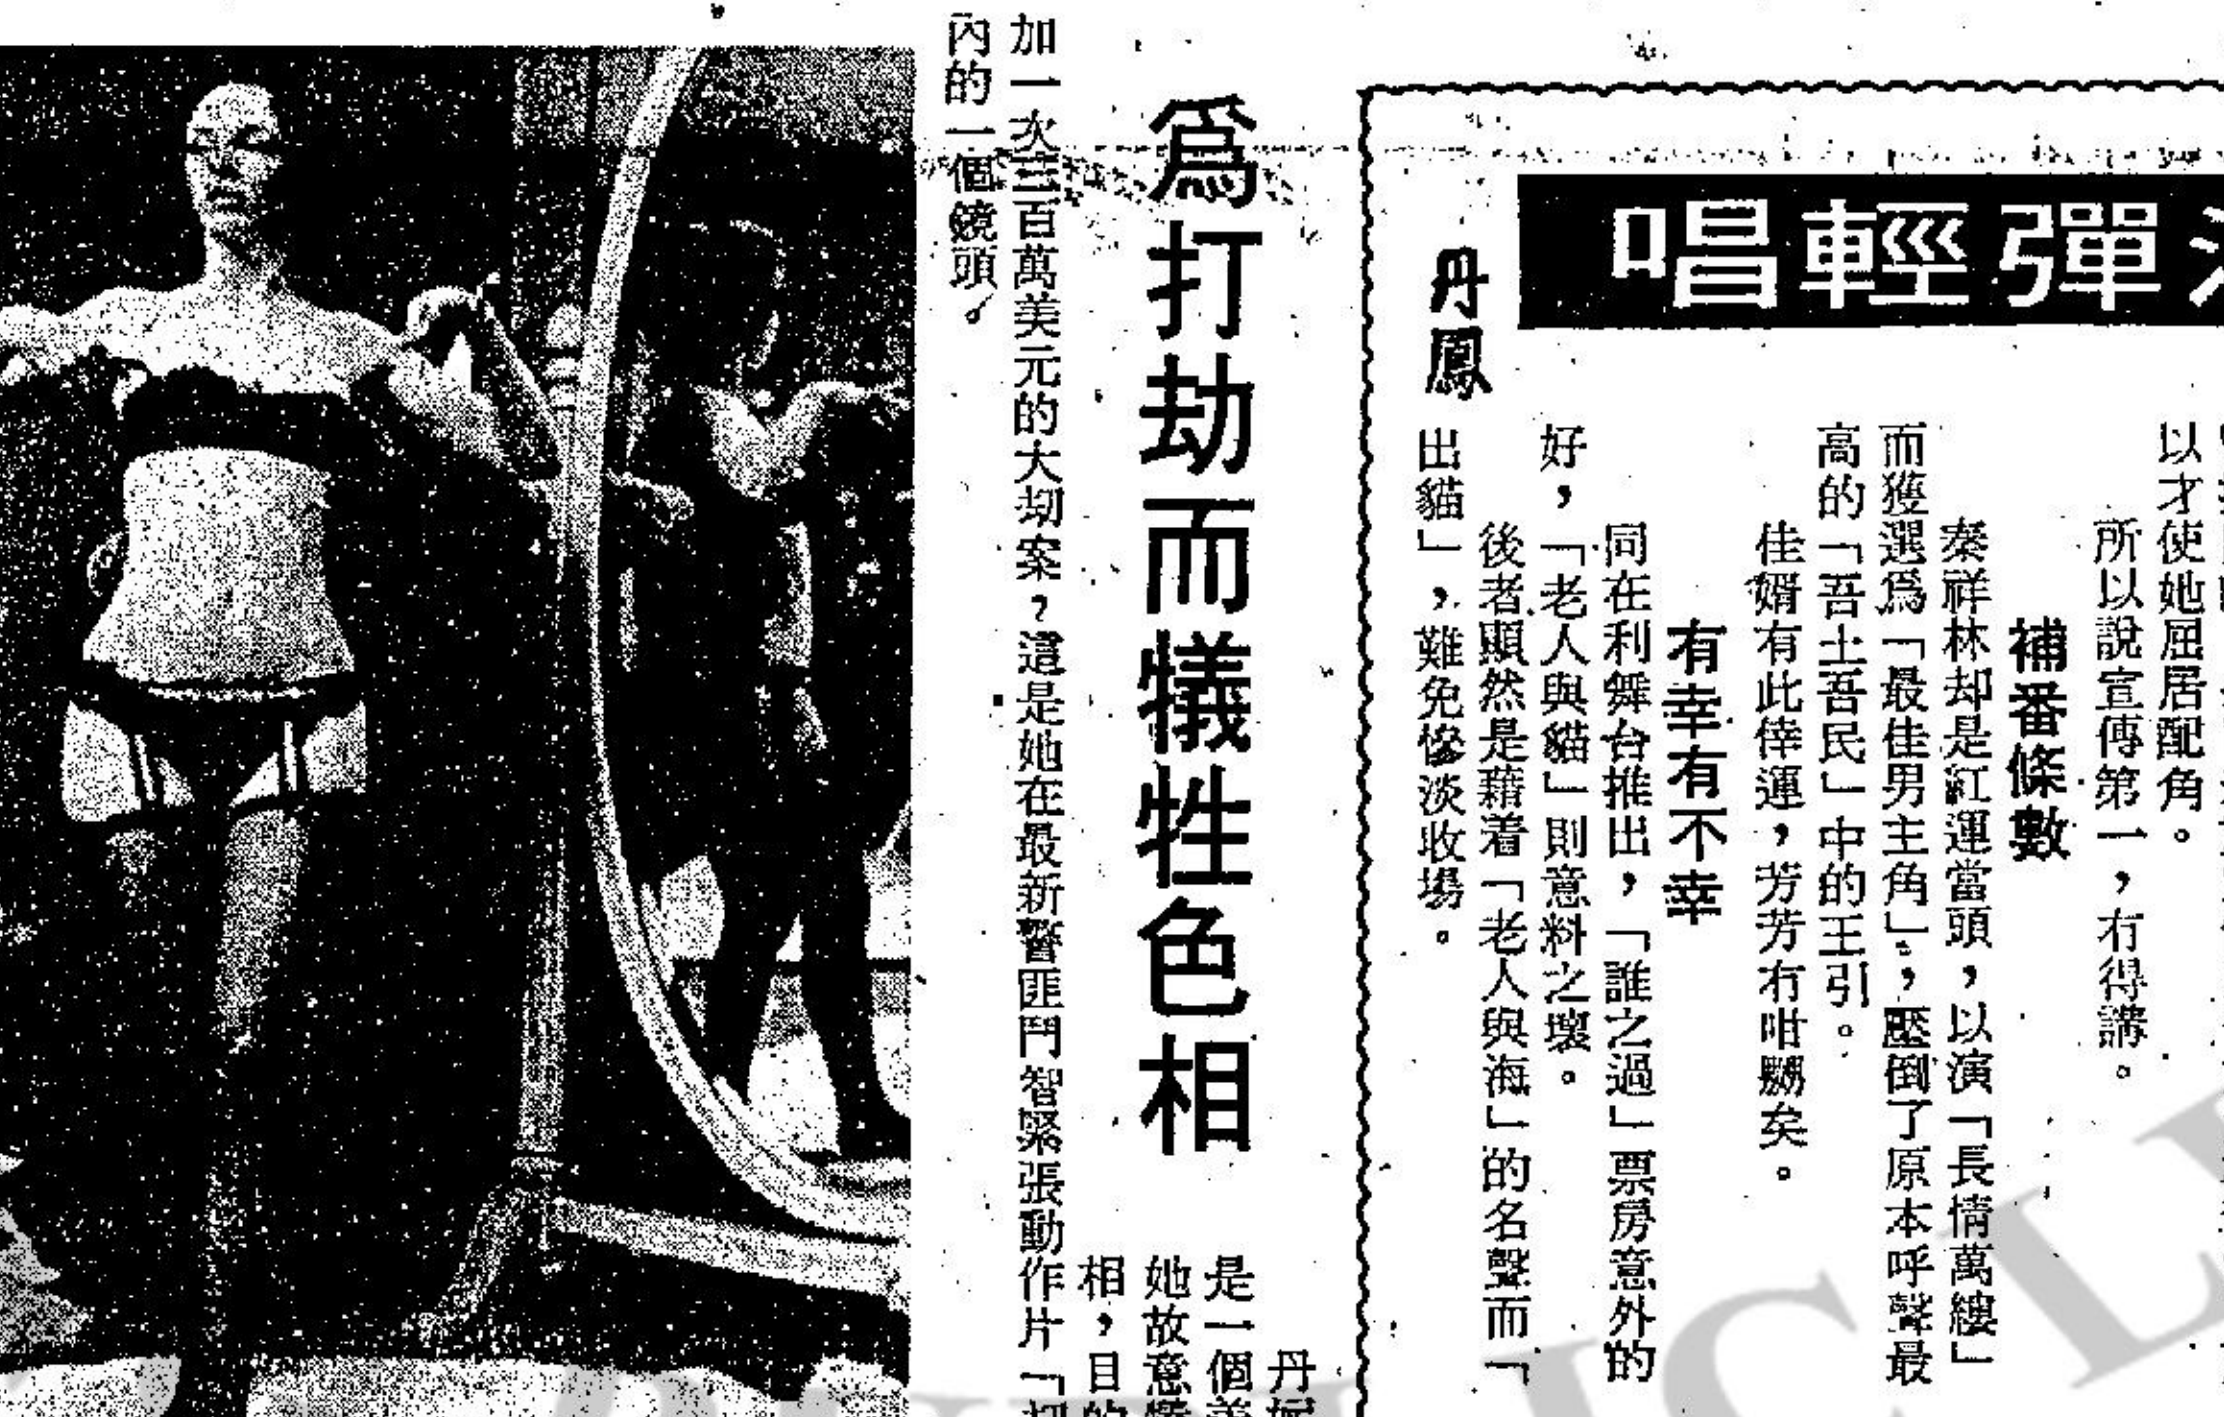 唱輕彈
丹鳳
以才使她屈居配角。
所以說宣傳第一，冇得講。
補番條數
秦祥林却是紅運當頭，以演「長情萬縷」
而獲選爲「最佳男主角」，壓倒了原本呼聲最
高的「吾土吾民」中的王引。
佳婿有此倖運，芳芳冇咁嬲矣。
有幸有不幸
同在利舞台推出，「誰之過」票房意外的
好，「老人與貓」則意料之壞。
後者顯然是藉着「老人與海」的名聲而「
出貓」，難免慘淡收場。
爲打劫而犧牲色相
丹妮
是一個美
她故意犧
相，目的
加一次三百萬美元的大刼案？這是她在最新警匪鬥智緊張動作片「刼
內的一個鏡頭。